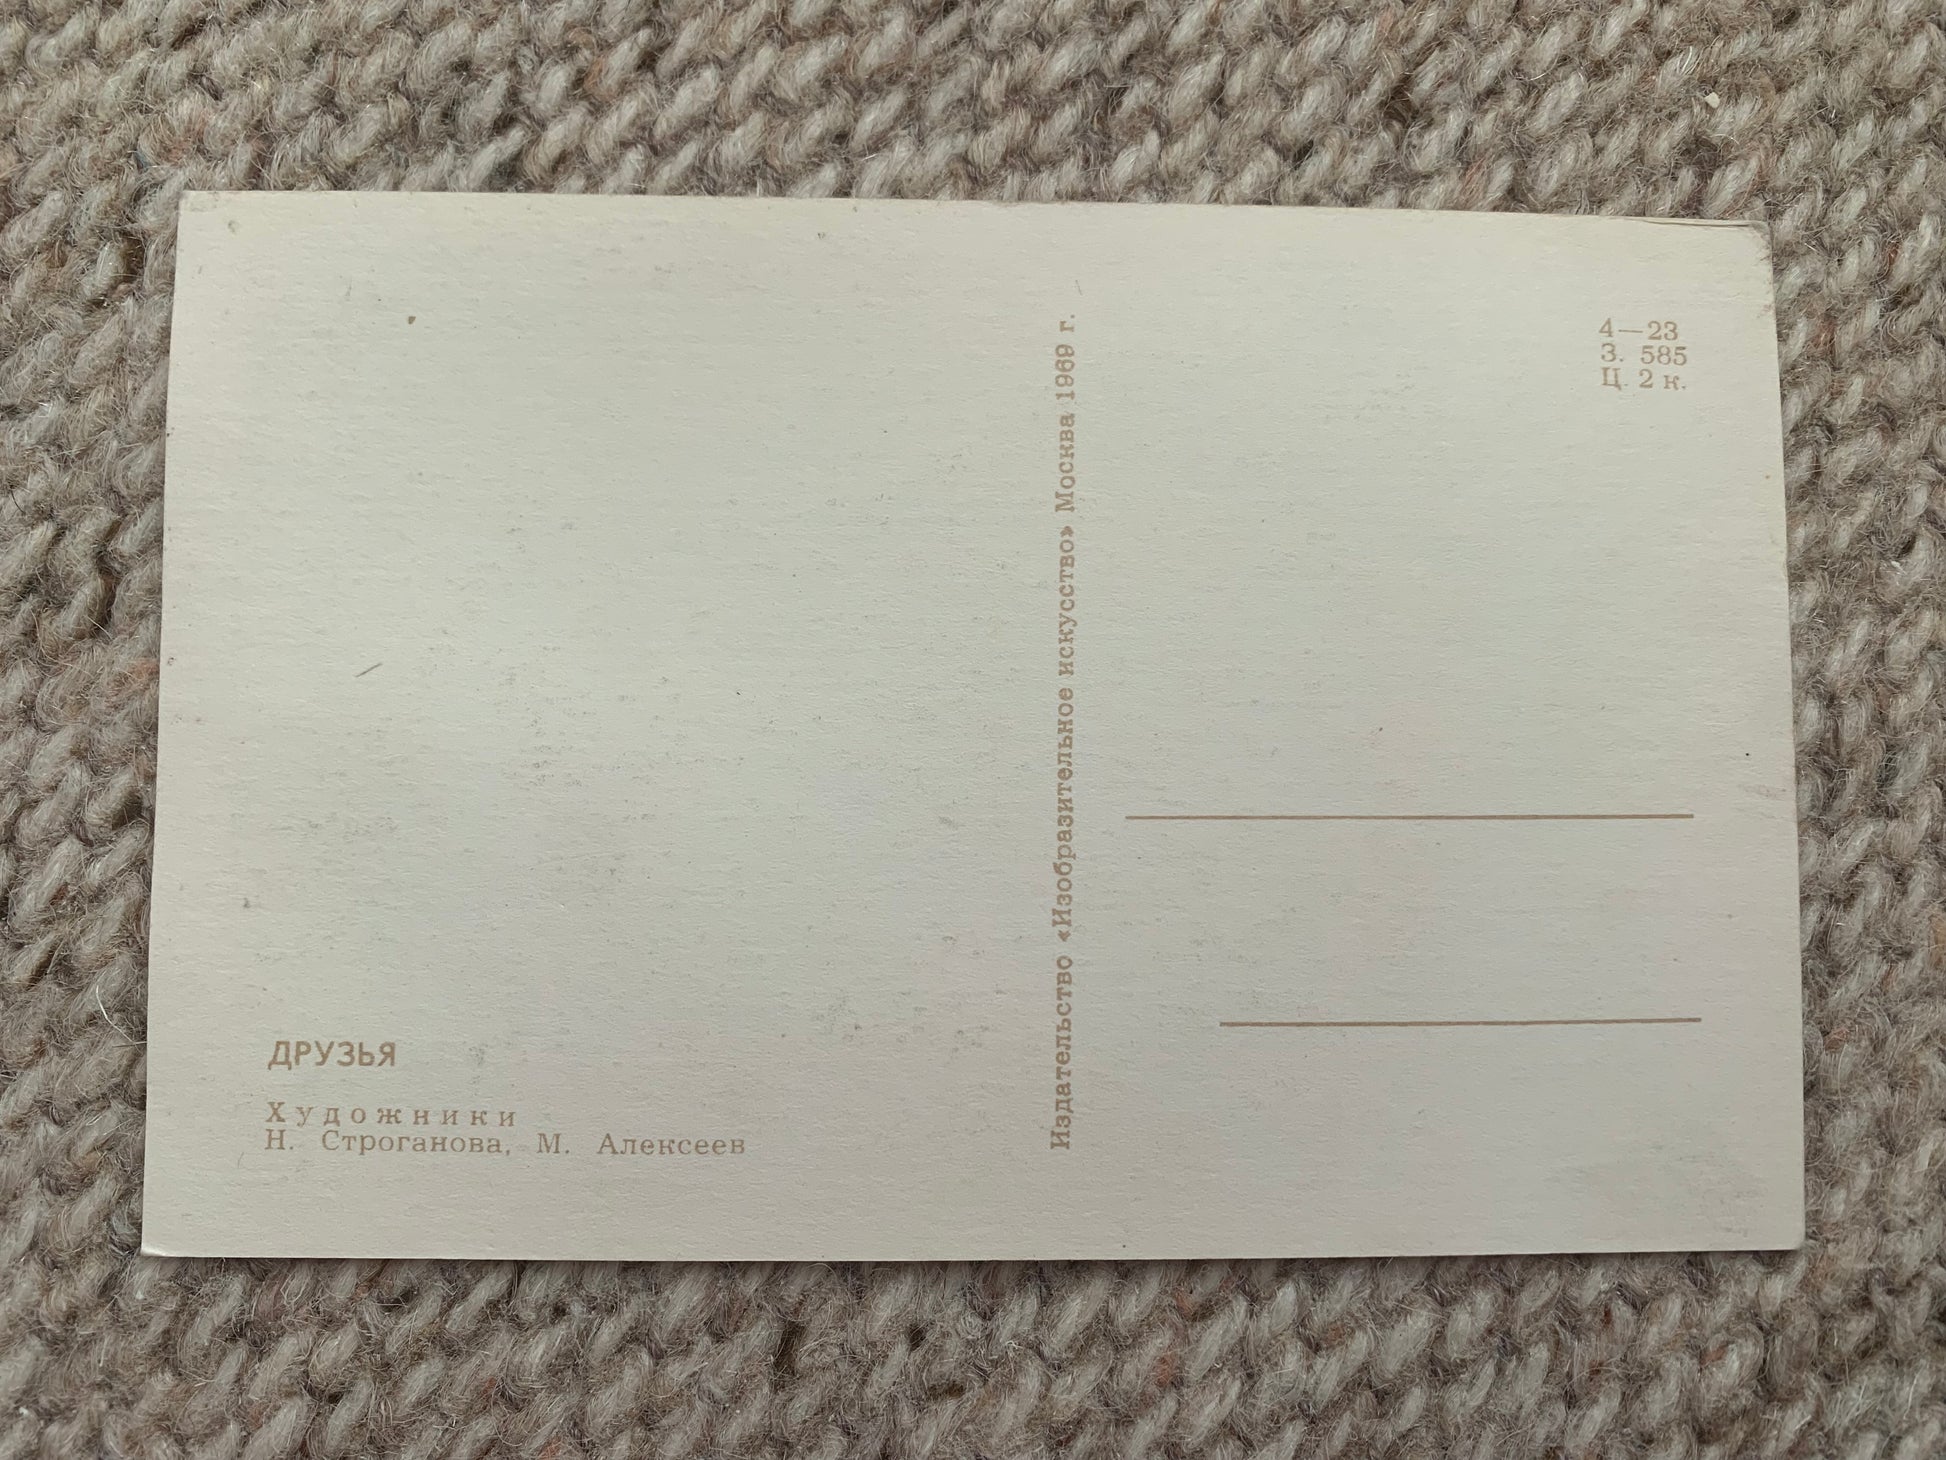 ДРУЗЬЯ
Художники
Н. Строганова, М. Алексеев
Издательство «Изобразительное искусство» Москва 1969 г.
4—23
З. 585
Ц. 2 к.